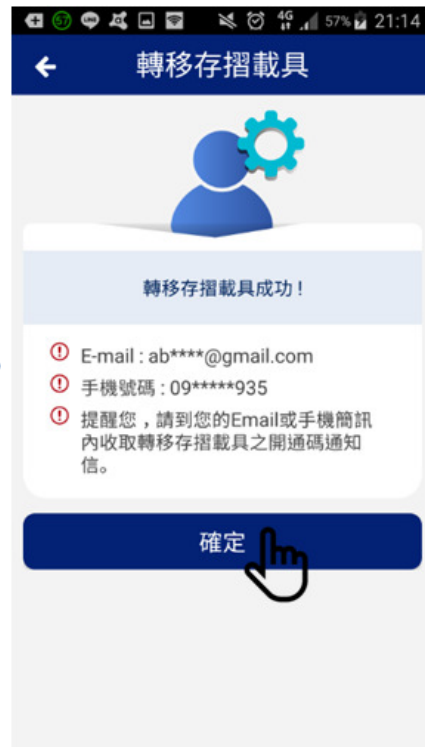 57 LINE 4G 57% 21:14
轉移存摺載具
轉移存摺載具成功！
E-mail : ab****@gmail.com
手機號碼 : 09*****935
提醒您，請到您的Email或手機簡訊
內收取轉移存摺載具之開通碼通知
信。
確定